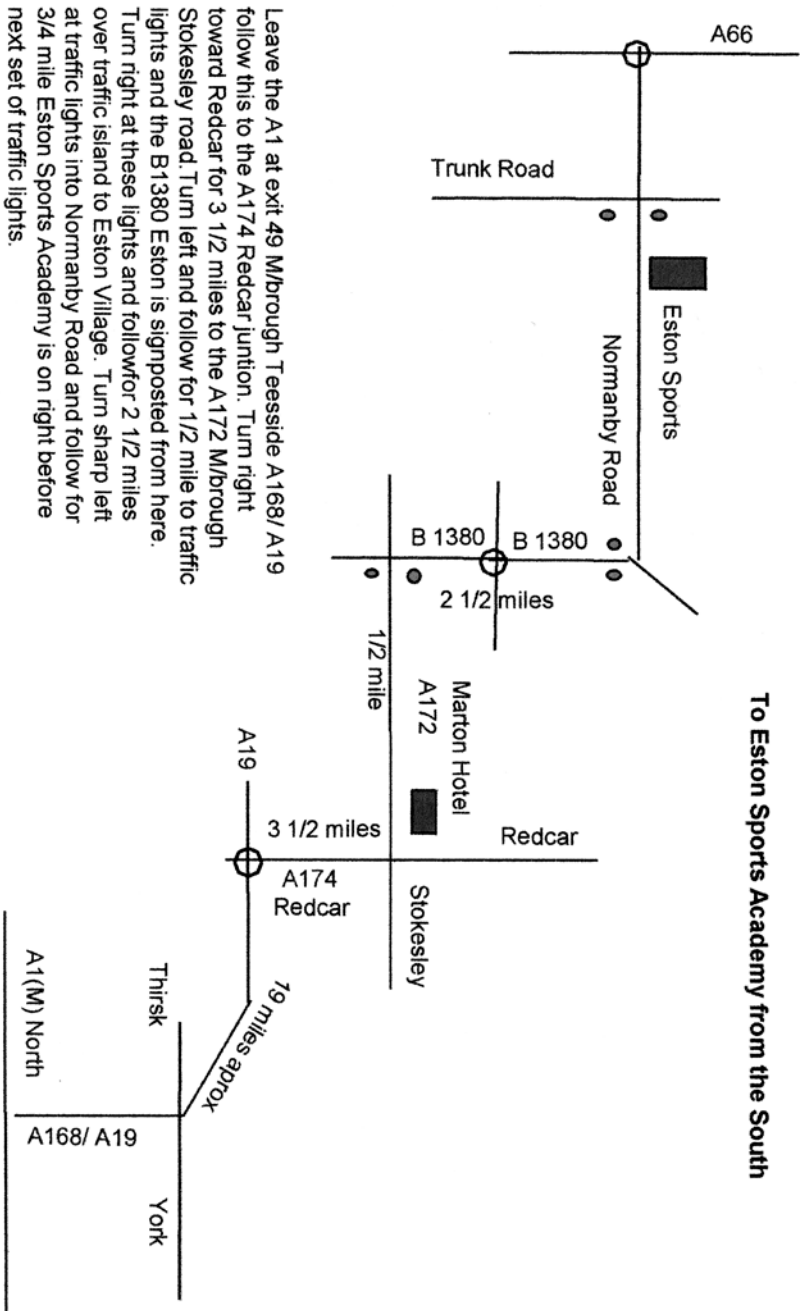 To Eston Sports Academy from the South
A66
Trunk Road
Eston Sports
Normanby Road
B 1380
B 1380
2 1/2 miles
1/2 mile
Marton Hotel
A172
Redcar
Stokesley
3 1/2 miles
A174
Redcar
A19
19 miles aprox
Thirsk
York
A168/ A19
A1(M) North
Leave the A1 at exit 49 M/brough Teesside A168/ A19
follow this to the A174 Redcar juntion. Turn right
toward Redcar for 3 1/2 miles to the A172 M/brough
Stokesley road. Turn left and follow for 1/2 mile to traffic
lights and the B1380 Eston is signposted from here.
Turn right at these lights and followfor 2 1/2 miles
over traffic island to Eston Village. Turn sharp left
at traffic lights into Normanby Road and follow for
3/4 mile Eston Sports Academy is on right before
next set of traffic lights.